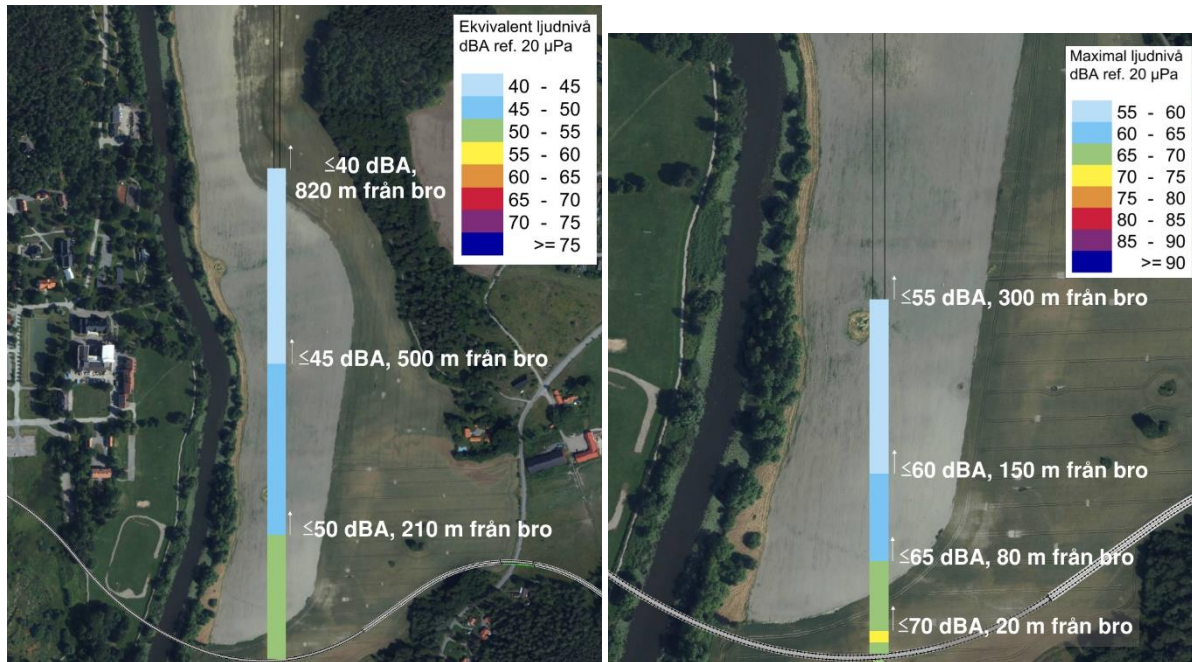 Ekvivalent ljudnivå
dBA ref. 20 µPa
40 - 45
45 - 50
50 - 55
55 - 60
60 - 65
65 - 70
70 - 75
>= 75
≤40 dBA,
820 m från bro
≤45 dBA, 500 m från bro
≤50 dBA, 210 m från bro
Maximal ljudnivå
dBA ref. 20 µPa
55 - 60
60 - 65
65 - 70
70 - 75
75 - 80
80 - 85
85 - 90
>= 90
≤55 dBA, 300 m från bro
≤60 dBA, 150 m från bro
≤65 dBA, 80 m från bro
≤70 dBA, 20 m från bro